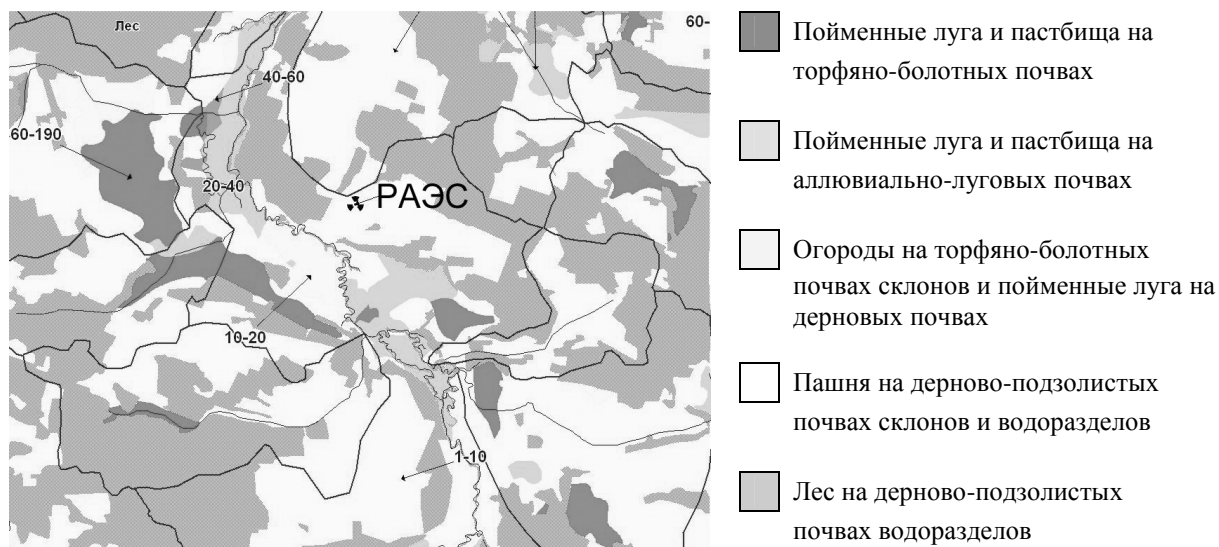 Лес
60-
40-60
60-190
20-40
РАЭС
10-20
1-10
Пойменные луга и пастбища на
торфяно-болотных почвах
Пойменные луга и пастбища на
аллювиально-луговых почвах
Огороды на торфяно-болотных
почвах склонов и пойменные луга на
дерновых почвах
Пашня на дерново-подзолистых
почвах склонов и водоразделов
Лес на дерново-подзолистых
почвах водоразделов